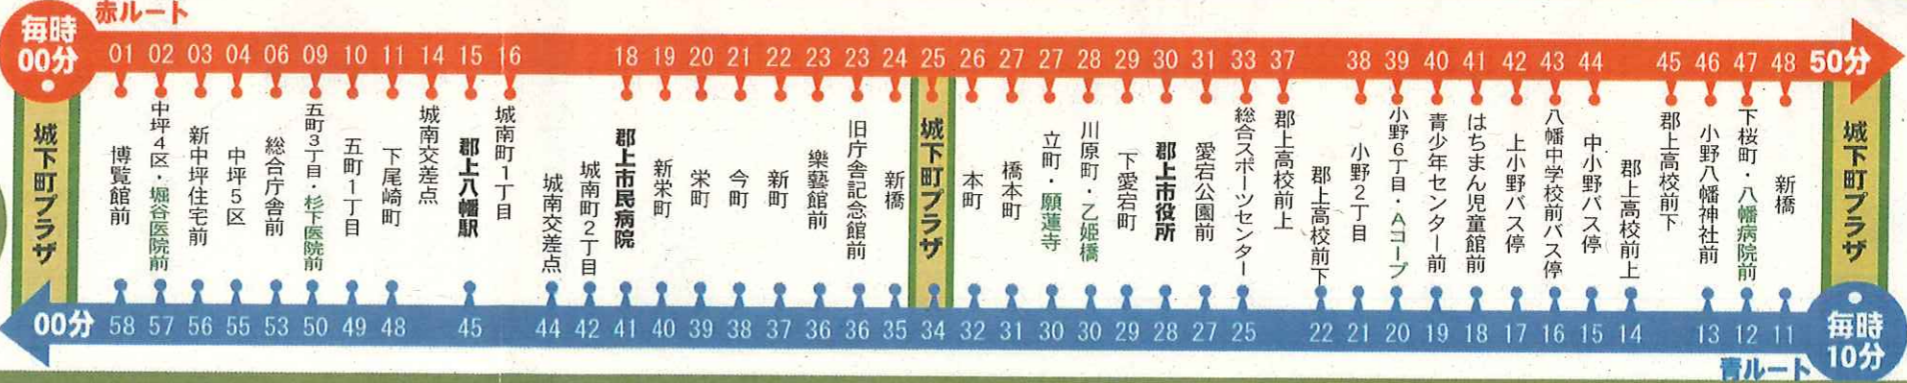 赤ルート
毎時
00分
01 02 03 04 06 09 10 11 14 15 16 18 19 20 21 22 23 23 24 25 26 27 27 28 29 30 31 33 37 38 39 40 41 42 43 44 45 46 47 48 50分
城下町プラザ
博覧館前
中坪4区・堀谷医院前
新中坪住宅前
中坪5区
総合庁舎前
五町3丁目・杉下医院前
五町1丁目
下尾崎町
城南交差点
郡上八幡駅
城南町1丁目
城南交差点
城南町2丁目
郡上市民病院
新栄町
栄町
今町
新町
樂藝館前
旧庁舎記念館前
新橋
城下町プラザ
本町
橋本町
立町・願蓮寺
川原町・乙姫橋
下愛宕町
郡上市役所
愛宕公園前
総合スポーツセンター
郡上高校前上
郡上高校前下
小野2丁目
小野6丁目・Aコープ
青少年センター前
はちまん児童館前
上小野バス停
八幡中学校前バス停
中小野バス停
郡上高校前上
郡上高校前下
小野八幡神社前
下桜町・八幡病院前
新橋
城下町プラザ
00分 58 57 56 55 53 50 49 48 45 44 42 41 40 39 38 37 36 36 35 34 32 31 30 30 29 28 27 25 22 21 20 19 18 17 16 15 14 13 12 11
毎時
10分
青ルート